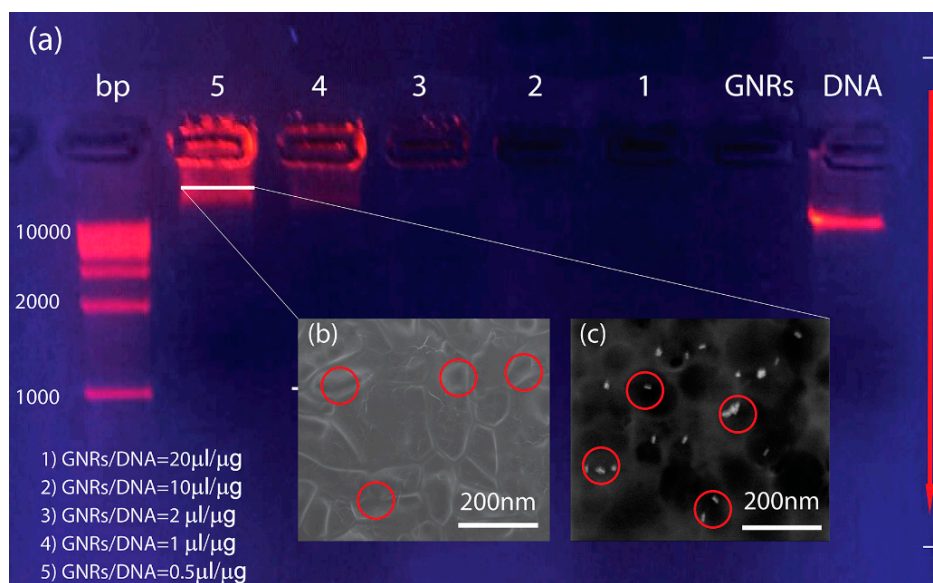 (a)
bp 5 4 3 2 1 GNRs DNA
10000
2000
1000
(b)
(c)
200nm
200nm
1) GNRs/DNA=20μl/μg
2) GNRs/DNA=10μl/μg
3) GNRs/DNA=2 μl/μg
4) GNRs/DNA=1 μl/μg
5) GNRs/DNA=0.5μl/μg